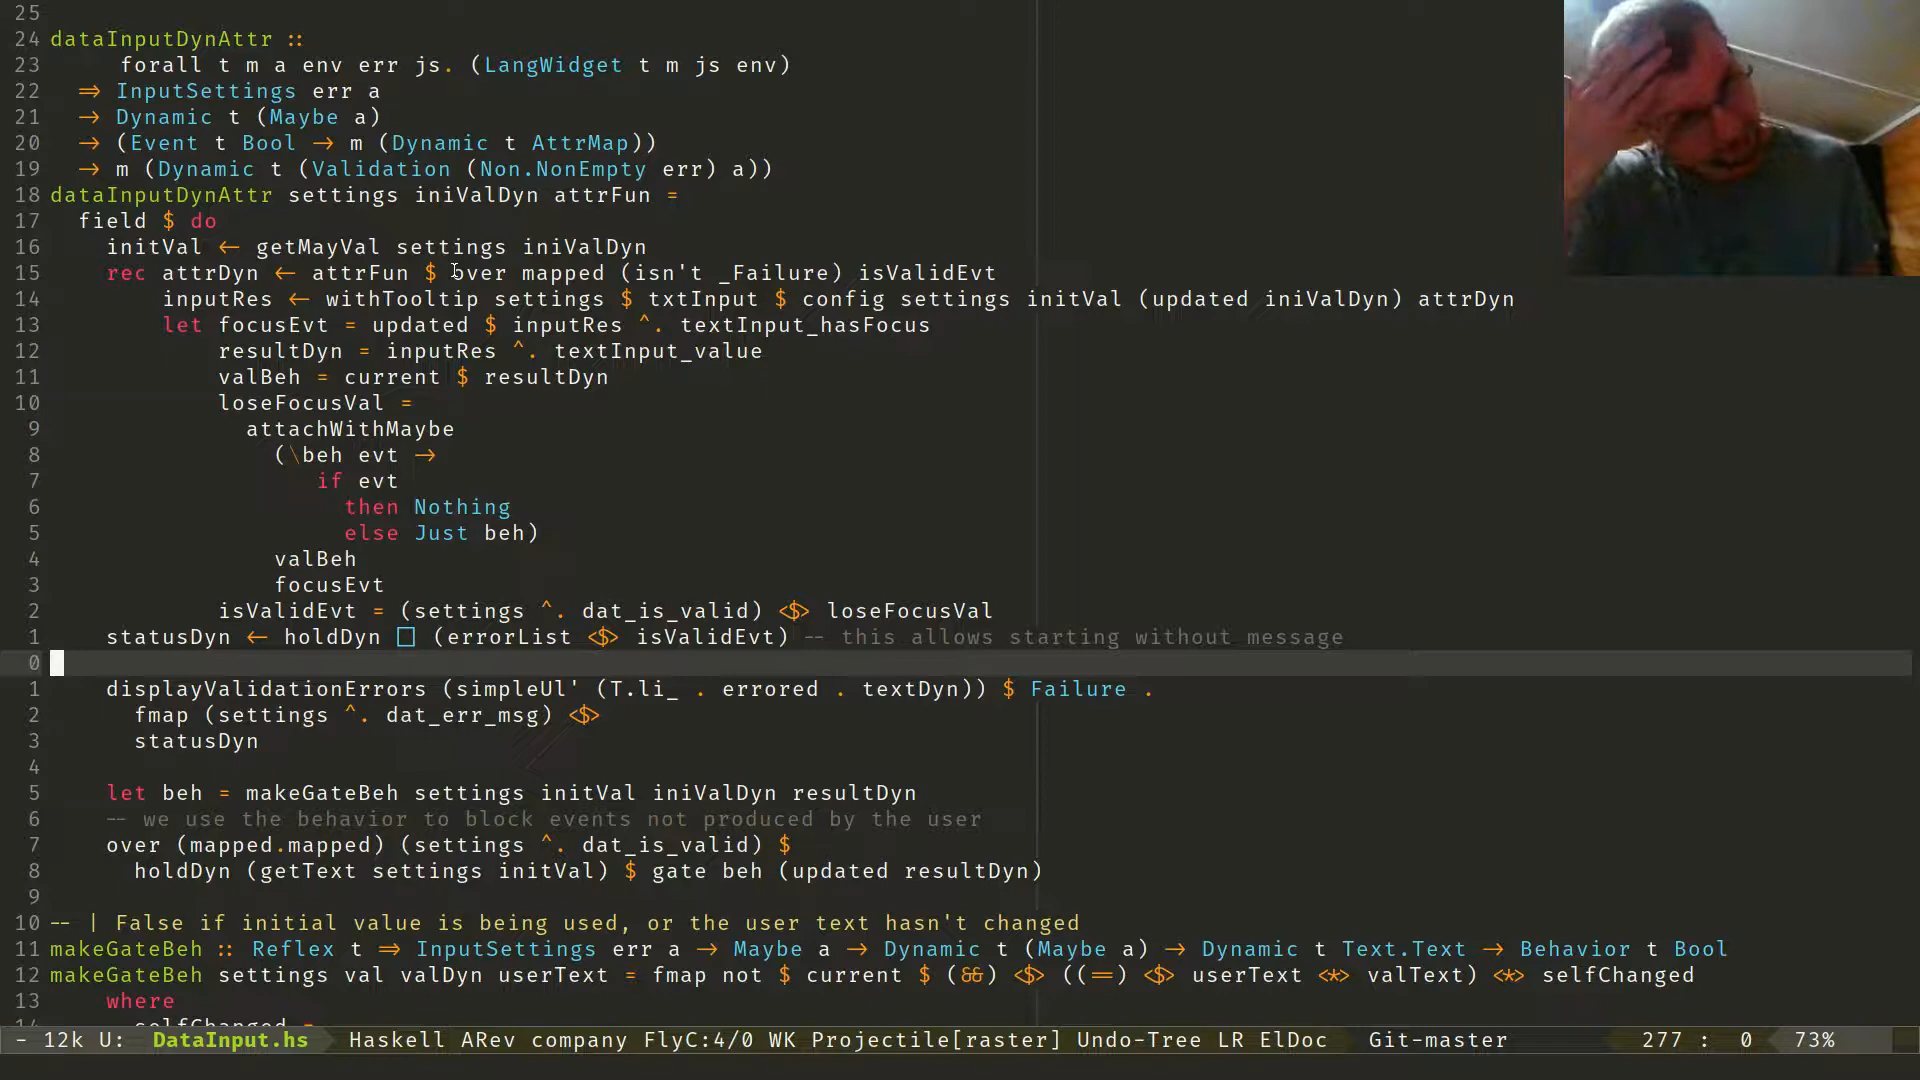 25
24 dataInputDynAttr ::
23      forall t m a env err js. (LangWidget t m js env)
22   ⇒ InputSettings err a
21   → Dynamic t (Maybe a)
20   → (Event t Bool → m (Dynamic t AttrMap))
19   → m (Dynamic t (Validation (Non.NonEmpty err) a))
18 dataInputDynAttr settings iniValDyn attrFun =
17   field $ do
16     initVal ← getMayVal settings iniValDyn
15     rec attrDyn ← attrFun $ over mapped (isn't _Failure) isValidEvt
14         inputRes ← withTooltip settings $ txtInput $ config settings initVal (updated iniValDyn) attrDyn
13         let focusEvt = updated $ inputRes ^. textInput_hasFocus
12             resultDyn = inputRes ^. textInput_value
11             valBeh = current $ resultDyn
10             loseFocusVal =
9               attachWithMaybe
8                 (\beh evt →
7                    if evt
6                      then Nothing
5                      else Just beh)
4                 valBeh
3                 focusEvt
2             isValidEvt = (settings ^. dat_is_valid) <$> loseFocusVal
1     statusDyn ← holdDyn [] (errorList <$> isValidEvt) -- this allows starting without message
0
1     displayValidationErrors (simpleUl' (T.li_ . errored . textDyn)) $ Failure .
2       fmap (settings ^. dat_err_msg) <$>
3       statusDyn
4
5     let beh = makeGateBeh settings initVal iniValDyn resultDyn
6     -- we use the behavior to block events not produced by the user
7     over (mapped.mapped) (settings ^. dat_is_valid) $
8       holdDyn (getText settings initVal) $ gate beh (updated resultDyn)
9
10 -- | False if initial value is being used, or the user text hasn't changed
11 makeGateBeh :: Reflex t ⇒ InputSettings err a → Maybe a → Dynamic t (Maybe a) → Dynamic t Text.Text → Behavior t Bool
12 makeGateBeh settings val valDyn userText = fmap not $ current $ (&&) <$> ((==) <$> userText <*> valText) <*> selfChanged
13     where
14       selfChanged =
- 12k U: DataInput.hs Haskell ARev company FlyC:4/0 WK Projectile[raster] Undo-Tree LR ElDoc Git-master 277 : 0 73%